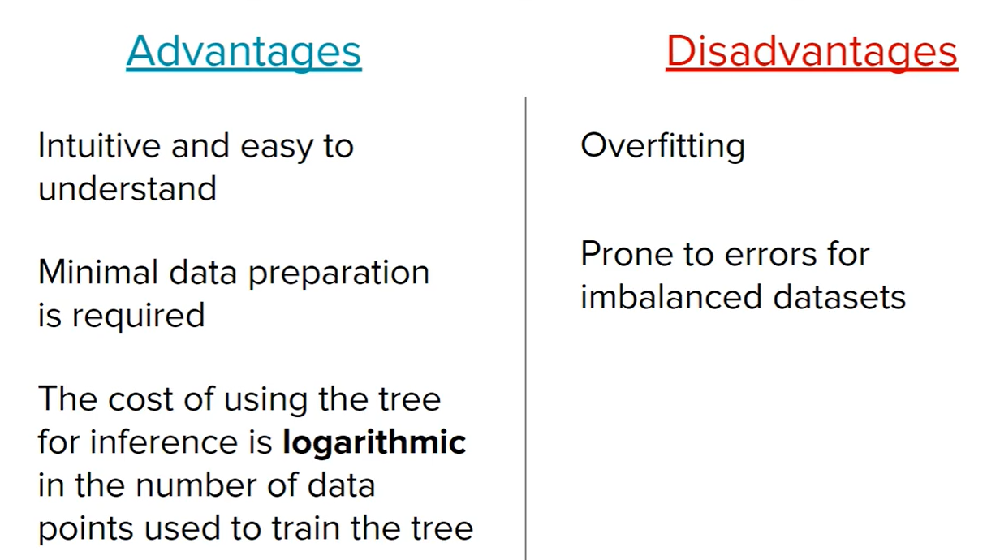 Advantages
Intuitive and easy to
understand
Minimal data preparation
is required
The cost of using the tree
for inference is logarithmic
in the number of data
points used to train the tree
Disadvantages
Overfitting
Prone to errors for
imbalanced datasets